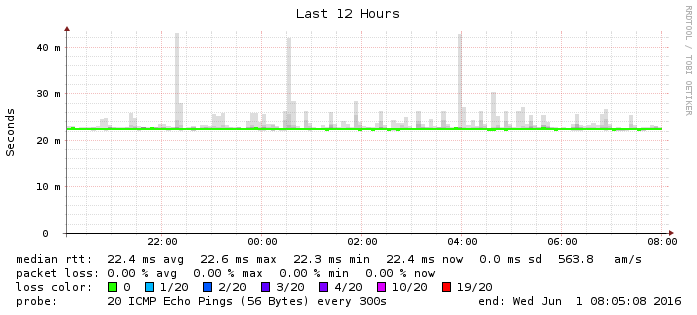 Last 12 Hours
RRDTOOL / TOBI OETIKER
Seconds
40 m
30 m
20 m
10 m
0
22:00 00:00 02:00 04:00 06:00 08:00
median rtt: 22.4 ms avg 22.6 ms max 22.3 ms min 22.4 ms now 0.0 ms sd 563.8 am/s
packet loss: 0.00 % avg 0.00 % max 0.00 % min 0.00 % now
loss color: 0 1/20 2/20 3/20 4/20 10/20 19/20
probe: 20 ICMP Echo Pings (56 Bytes) every 300s end: Wed Jun 1 08:05:08 2016